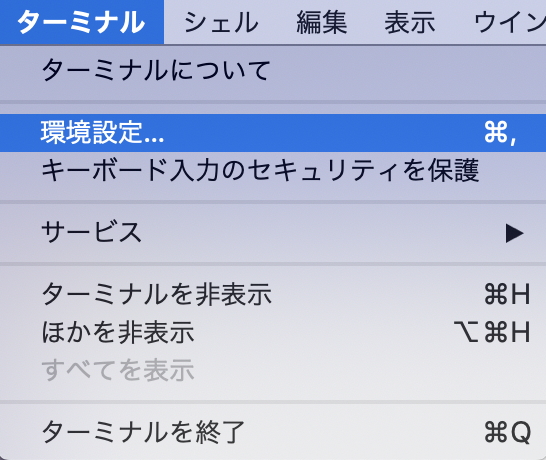 ターミナル シェル 編集 表示 ウイン
ターミナルについて
環境設定... ⌘,
キーボード入力のセキュリティを保護
サービス ▶
ターミナルを非表示 ⌘H
ほかを非表示 ⌥⌘H
すべてを表示
ターミナルを終了 ⌘Q